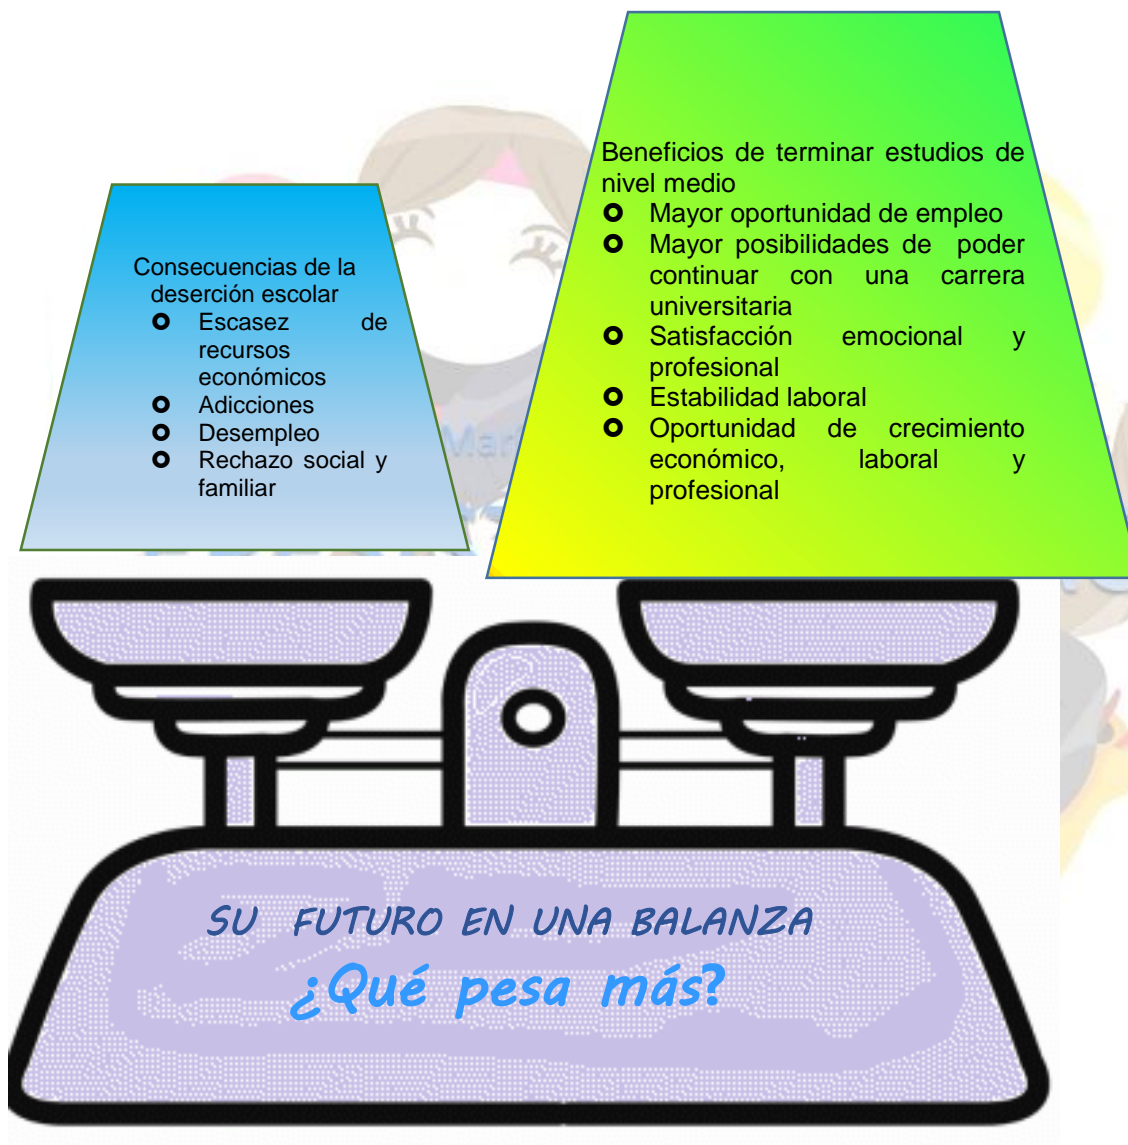 Consecuencias de la
deserción escolar
Escasez de
recursos
económicos
Adicciones
Desempleo
Rechazo social y
familiar
Beneficios de terminar estudios de
nivel medio
Mayor oportunidad de empleo
Mayor posibilidades de poder
continuar con una carrera
universitaria
Satisfacción emocional y
profesional
Estabilidad laboral
Oportunidad de crecimiento
económico, laboral y
profesional
SU FUTURO EN UNA BALANZA
¿Qué pesa más?